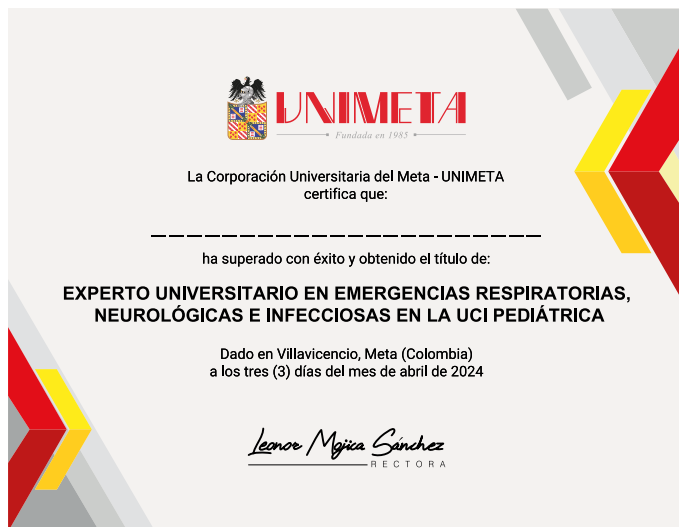 UNIMETA
Fundada en 1985
La Corporación Universitaria del Meta - UNIMETA
certifica que:
ha superado con éxito y obtenido el título de:
EXPERTO UNIVERSITARIO EN EMERGENCIAS RESPIRATORIAS,
NEUROLÓGICAS E INFECCIOSAS EN LA UCI PEDIÁTRICA
Dado en Villavicencio, Meta (Colombia)
a los tres (3) días del mes de abril de 2024
Leonor Mojica Sánchez
RECTORA